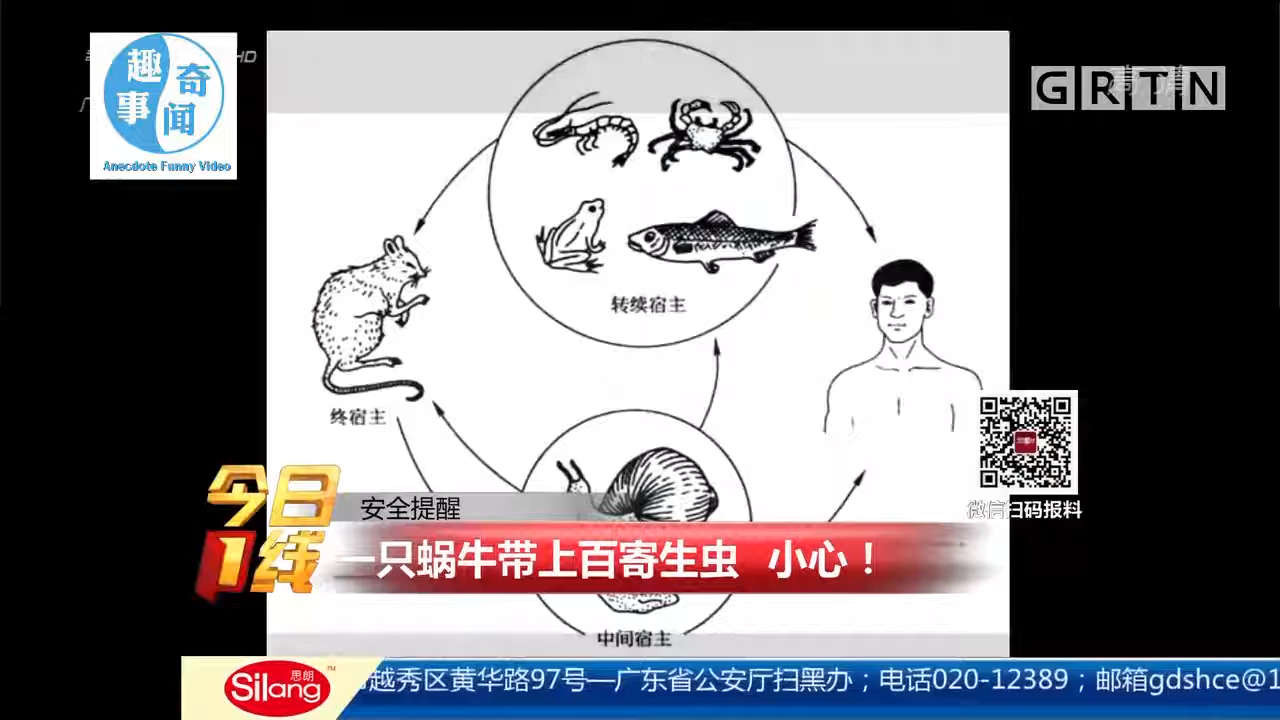 趣事
奇闻
Anecdote Funny Video
HD
GRTN
转续宿主
终宿主
今日
1线
安全提醒
微信扫码报料
一只蜗牛带上百寄生虫 小心！
中间宿主
思朗
Silang
TM
越秀区黄华路97号—广东省公安厅扫黑办；电话020-12389；邮箱gdshce@1